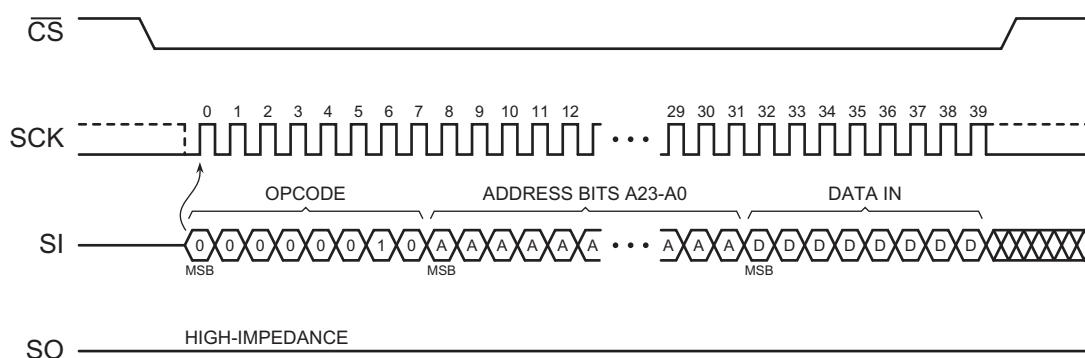 CS
0 1 2 3 4 5 6 7 8 9 10 11 12 29 30 31 32 33 34 35 36 37 38 39
SCK • • •
OPCODE ADDRESS BITS A23-A0 DATA IN
SI 0 0 0 0 0 0 1 0 A A A A A A • • • A A A D D D D D D D D
MSB MSB MSB
HIGH-IMPEDANCE
SO